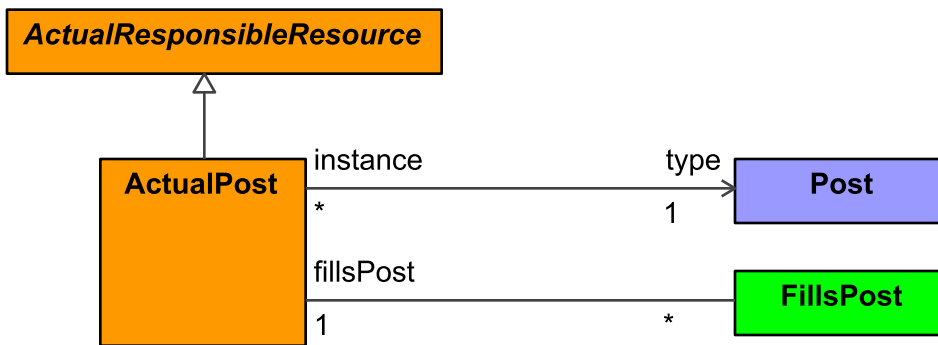 ActualResponsibleResource
instance
type
ActualPost
Post
*
1
fillsPost
FillsPost
1
*